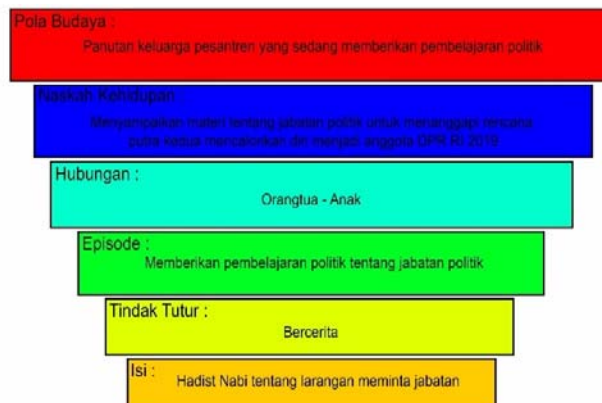 Pola Budaya :
Panutan keluarga pesantren yang sedang memberikan pembelajaran politik
Naskah Kehidupan
Menyampaikan materi tentang jabatan politik untuk menanggapi rencana
putra kedua mencalonkan diri menjadi anggota DPR RI 2019
Hubungan :
Orangtua - Anak
Episode :
Memberikan pembelajaran politik tentang jabatan politik
Tindak Tutur :
Bercerita
Isi :
Hadist Nabi tentang larangan meminta jabatan